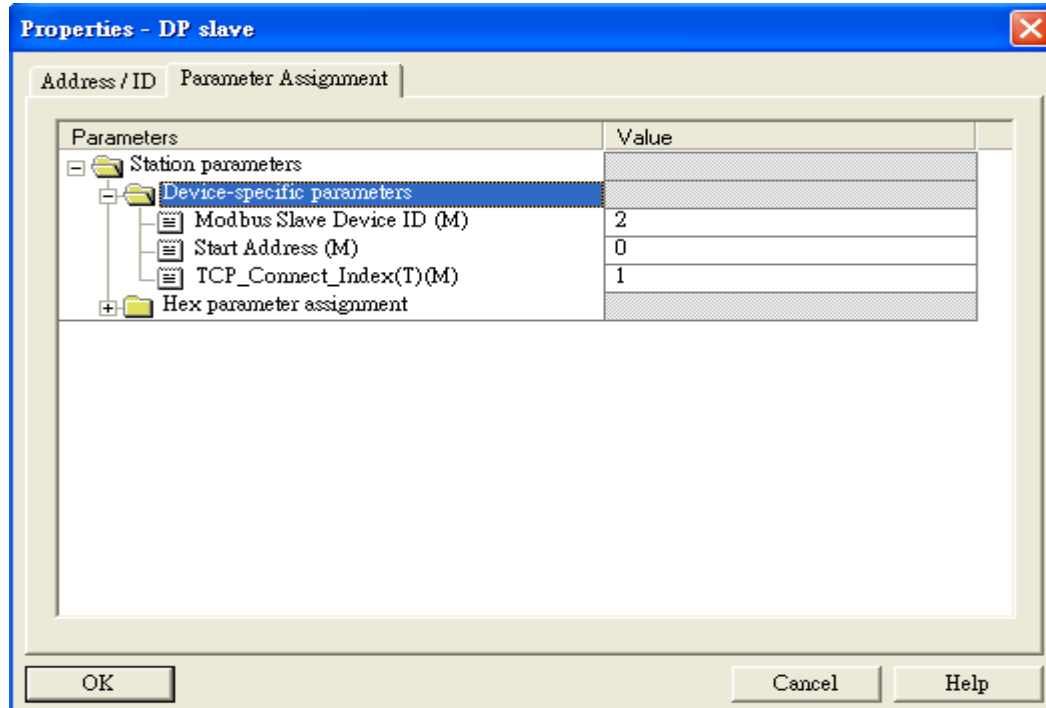 Properties - DP slave
Address / ID Parameter Assignment
Parameters Value
Station parameters
Device-specific parameters
Modbus Slave Device ID (M) 2
Start Address (M) 0
TCP_Connect_Index(T)(M) 1
Hex parameter assignment
OK Cancel Help